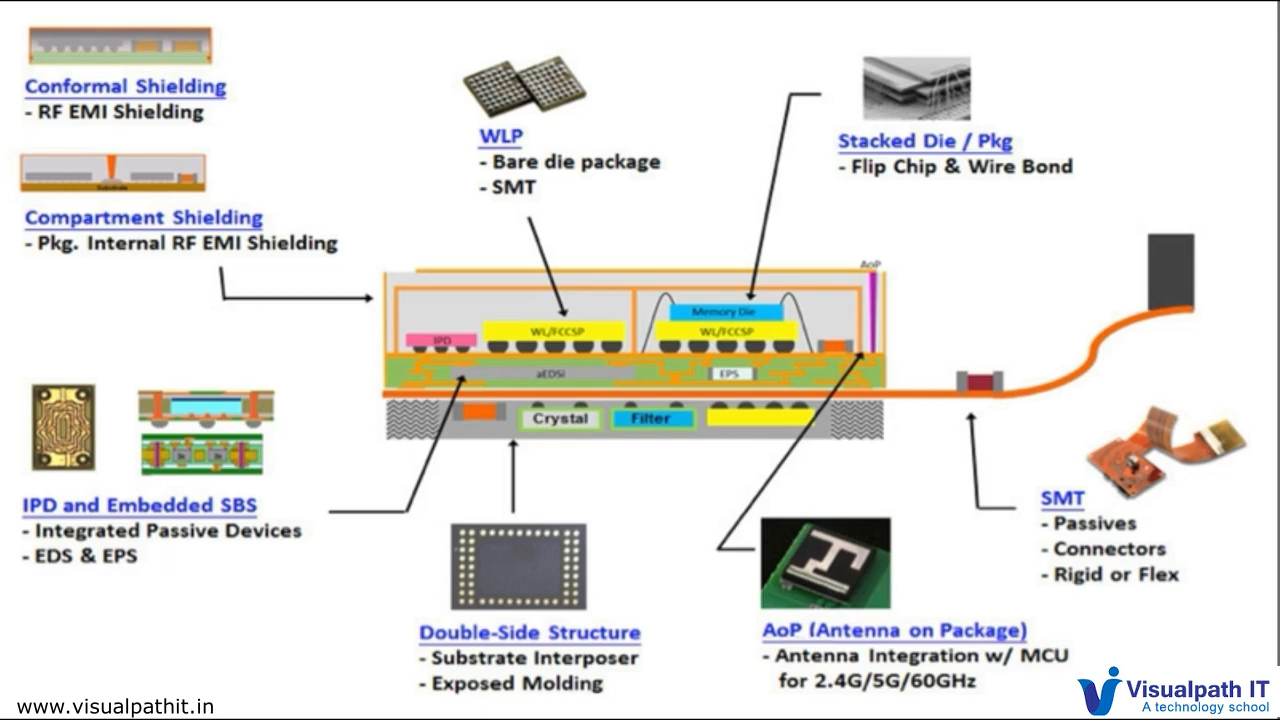 Conformal Shielding
- RF EMI Shielding
Substrate
Compartment Shielding
- Pkg. Internal RF EMI Shielding
WLP
- Bare die package
- SMT
Stacked Die / Pkg
- Flip Chip & Wire Bond
AoP
Memory Die
IPD
WL/FCCSP
WL/FCCSP
aEDSi
EPS
Crystal
Filter
IPD and Embedded SBS
- Integrated Passive Devices
- EDS & EPS
Double-Side Structure
- Substrate Interposer
- Exposed Molding
AoP (Antenna on Package)
- Antenna Integration w/ MCU
for 2.4G/5G/60GHz
SMT
- Passives
- Connectors
- Rigid or Flex
www.visualpathit.in
Visualpath IT
A technology school